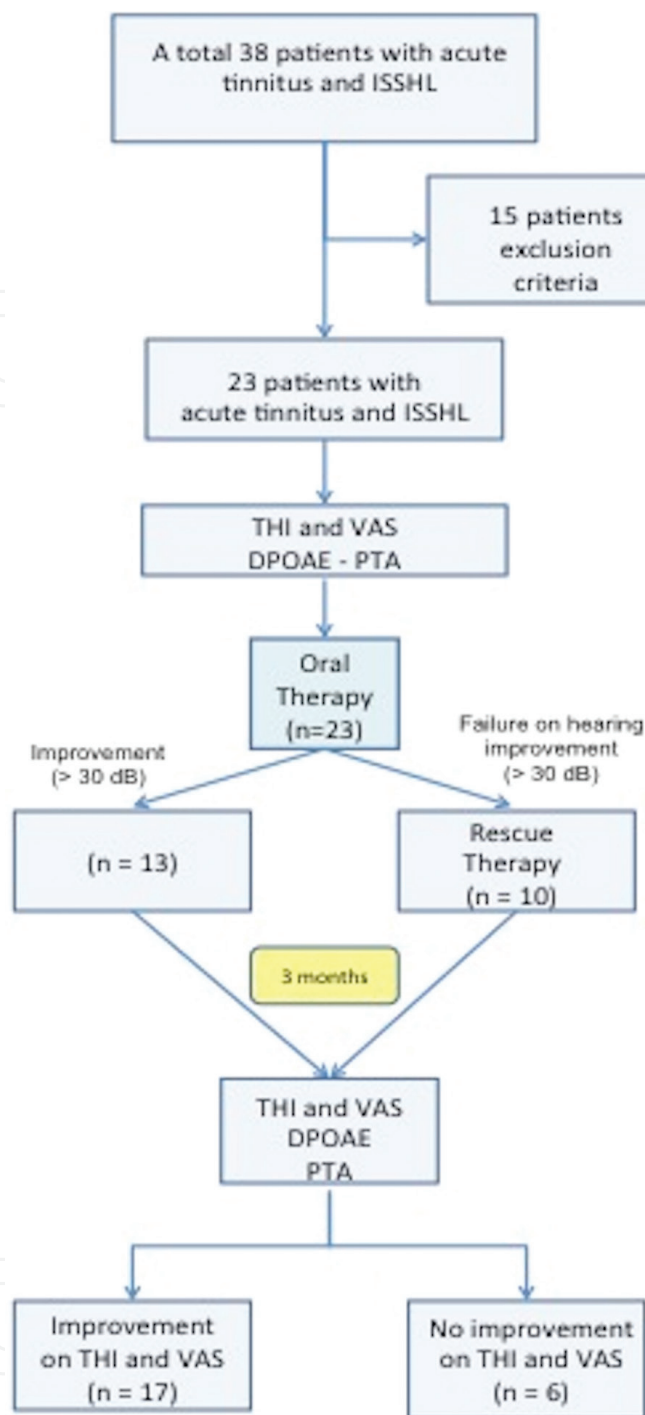 A total 38 patients with acute
tinnitus and ISSHL
15 patients
exclusion
criteria
23 patients with
acute tinnitus and ISSHL
THI and VAS
DPOAE - PTA
Oral
Therapy
(n=23)
Improvement
(> 30 dB)
Failure on hearing
improvement
(> 30 dB)
(n = 13)
Rescue
Therapy
(n = 10)
3 months
THI and VAS
DPOAE
PTA
Improvement
on THI and VAS
(n = 17)
No improvement
on THI and VAS
(n = 6)